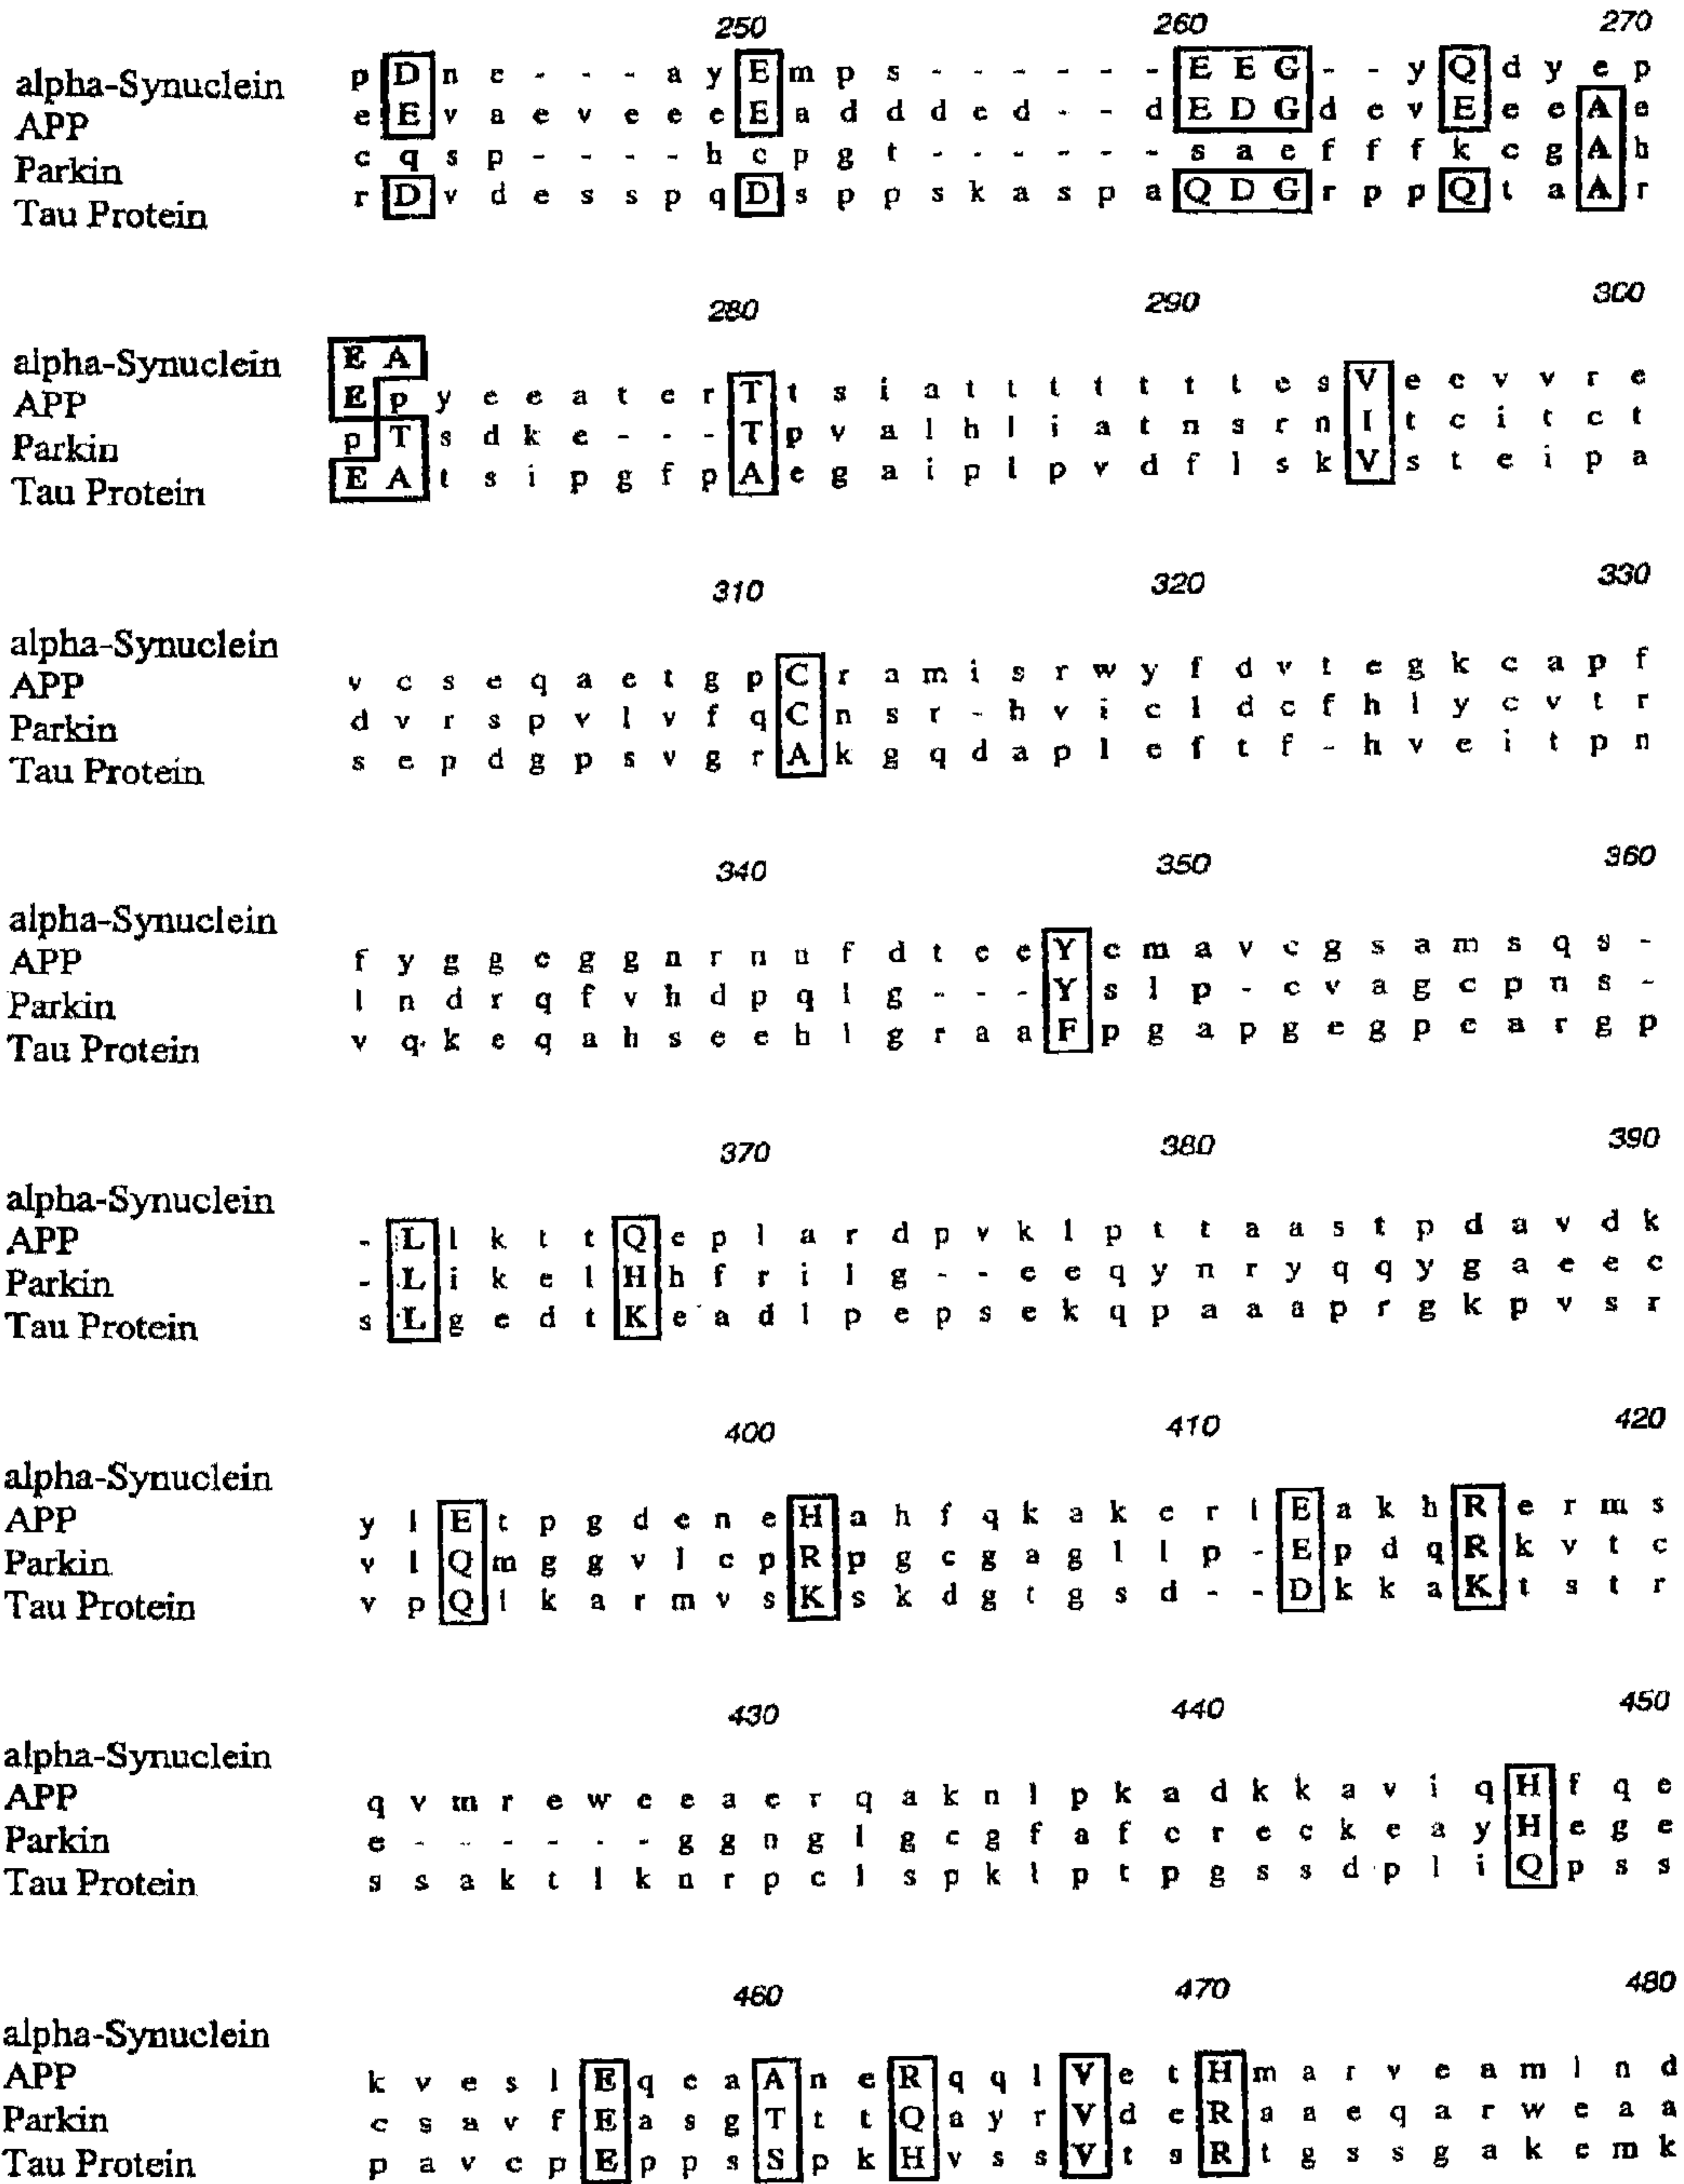 250 260 270
alpha-Synuclein p D n e - - - a y E m p s - - - - - - E E G - - y Q d y e p
APP e E v a e v e e e E a d d d e d - - d E D G d e v E e e A e
Parkin c q s p - - - - h c p g t - - - - - - s a e f f f k c g A h
Tau Protein r D v d e s s p q D s p p s k a s p a Q D G r p p Q t a A r
280 290 300
alpha-Synuclein E A
APP E p y e e a t e r T t s i a t t t t t t t e s V e e v v r e
Parkin p T s d k e - - - T p v a l h l i a t n s r n I t c i t c t
Tau Protein E A t s i p g f p A e g a i p l p v d f l s k V s t e i p a
310 320 330
alpha-Synuclein
APP v c s e q a e t g p C r a m i s r w y f d v t e g k c a p f
Parkin d v r s p v l v f q C n s r - h v i c l d c f h l y c v t r
Tau Protein s e p d g p s v g r A k g q d a p l e f t f - h v e i t p n
340 350 360
alpha-Synuclein
APP f y g g c g g n r n n f d t e e Y c m a v c g s a m s q s -
Parkin l n d r q f v h d p q l g - - - Y s l p - c v a g c p n s -
Tau Protein v q k e q a h s e e h l g r a a F p g a p g e g p e a r g p
370 380 390
alpha-Synuclein
APP - L l k t t Q e p l a r d p v k l p t t a a s t p d a v d k
Parkin - L i k e l H h f r i l g - - e e q y n r y q q y g a e e c
Tau Protein s L g e d t K e a d l p e p s e k q p a a a p r g k p v s r
400 410 420
alpha-Synuclein
APP y l E t p g d e n e H a h f q k a k e r l E a k h R e r m s
Parkin v l Q m g g v l c p R p g c g a g l l p - E p d q R k v t c
Tau Protein v p Q l k a r m v s K s k d g t g s d - - D k k a K t s t r
430 440 450
alpha-Synuclein
APP q v m r e w e e a e r q a k n l p k a d k k a v i q H f q e
Parkin e - - - - - - g g n g l g c g f a f c r e c k e a y H e g e
Tau Protein s s a k t l k n r p c l s p k l p t p g s s d p l i Q p s s
460 470 480
alpha-Synuclein
APP k v e s l E q e a A n e R q q l V e t H m a r v e a m l n d
Parkin c s a v f E a s g T t t Q a y r V d e R a a e q a r w e a a
Tau Protein p a v c p E p p s S p k H v s s V t s R t g s s g a k e m k